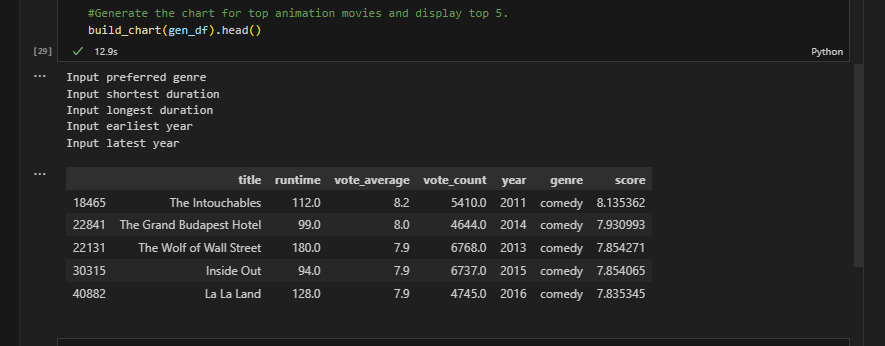 #Generate the chart for top animation movies and display top 5.
build_chart(gen_df).head()
[29] ✓ 12.9s Python
... Input preferred genre
Input shortest duration
Input longest duration
Input earliest year
Input latest year
...
title runtime vote_average vote_count year genre score
18465 The Intouchables 112.0 8.2 5410.0 2011 comedy 8.135362
22841 The Grand Budapest Hotel 99.0 8.0 4644.0 2014 comedy 7.930993
22131 The Wolf of Wall Street 180.0 7.9 6768.0 2013 comedy 7.854271
30315 Inside Out 94.0 7.9 6737.0 2015 comedy 7.854065
40882 La La Land 128.0 7.9 4745.0 2016 comedy 7.835345